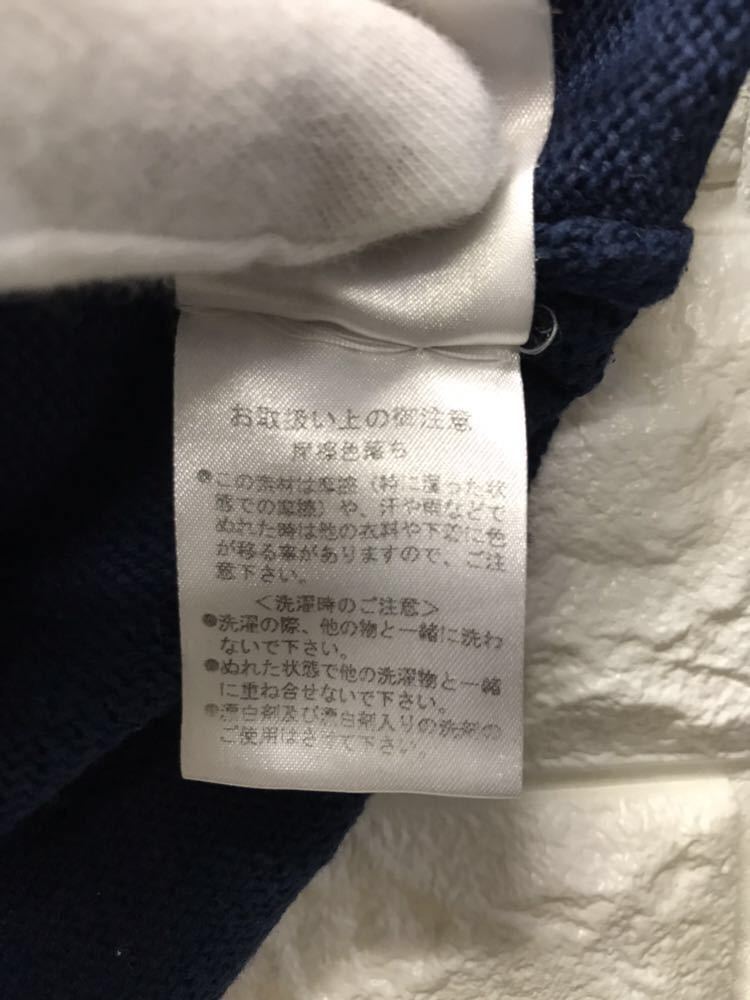 お取扱い上の御注意
摩擦色落ち
●この素材は摩擦（特に湿った状
態での摩擦）や、汗や雨などで
ぬれた時は他の衣料や下着に色
が移る事がありますので、ご注
意下さい。
＜洗濯時のご注意＞
●洗濯の際、他の物と一緒に洗わ
ないで下さい。
●ぬれた状態で他の洗濯物と一緒
に重ね合せないで下さい。
●漂白剤及び漂白剤入りの洗剤の
ご使用はさけて下さい。